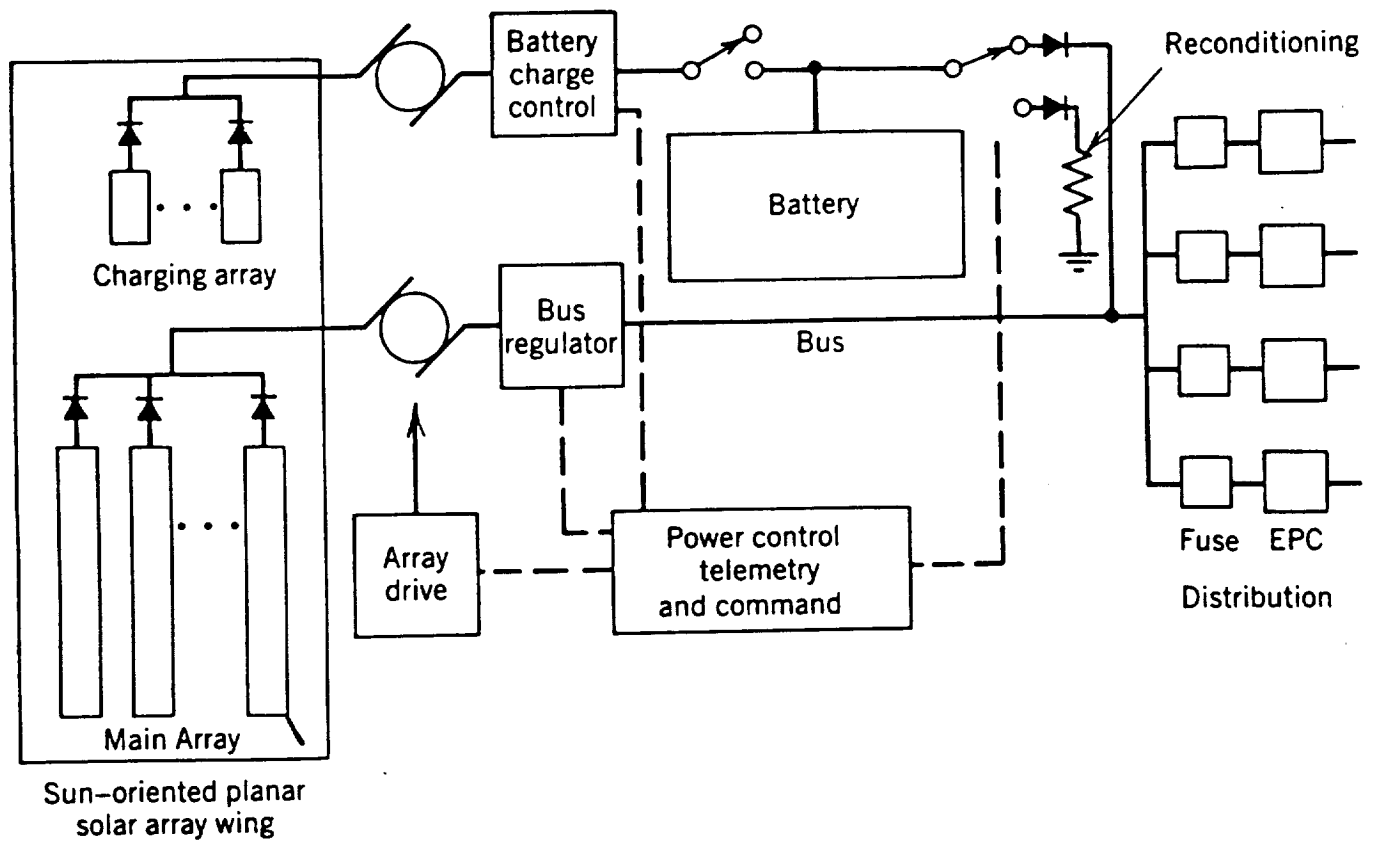 Battery
charge
control
Reconditioning
Battery
Charging array
Bus
regulator
Bus
Array
drive
Power control
telemetry
and command
Fuse EPC
Distribution
Main Array
Sun-oriented planar
solar array wing